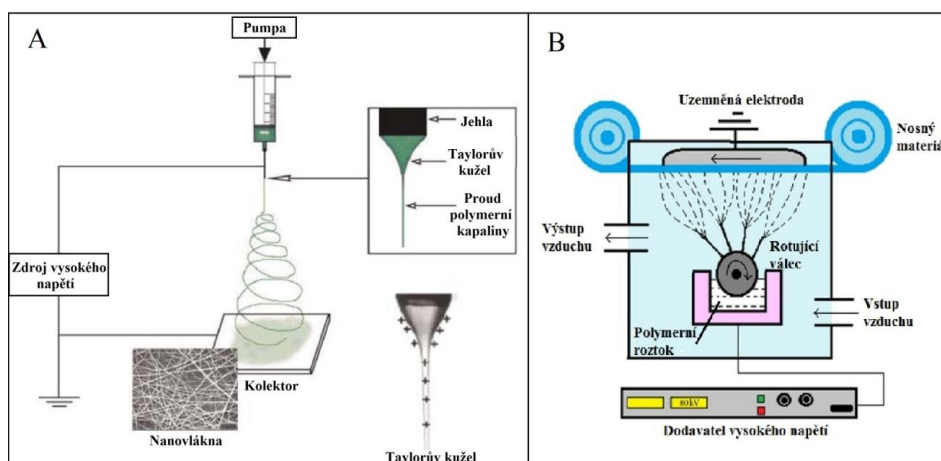 A
Pumpa
Jehla
Taylorův
kužel
Proud
polymerní
kapaliny
Zdroj vysokého
napětí
Kolektor
Nanovlákna
Taylorův kužel
B
Uzemněná elektroda
Nosný
materiá
Výstup
vzduchu
Rotující
válec
Vstup
vzduchu
Polymerní
roztok
80kV
Dodavatel vysokého napětí